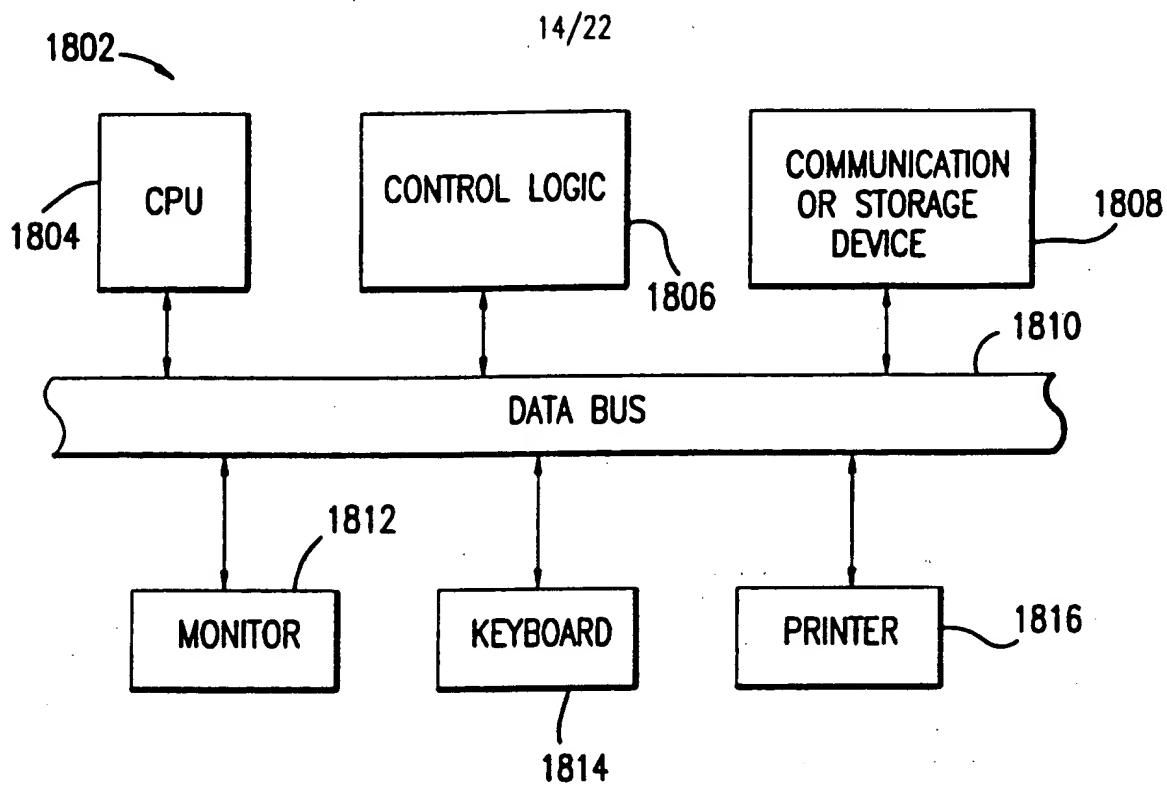 14/22
1802
CPU
1804
CONTROL LOGIC
1806
COMMUNICATION
OR STORAGE
DEVICE
1808
1810
DATA BUS
1812
MONITOR
KEYBOARD
1814
PRINTER
1816